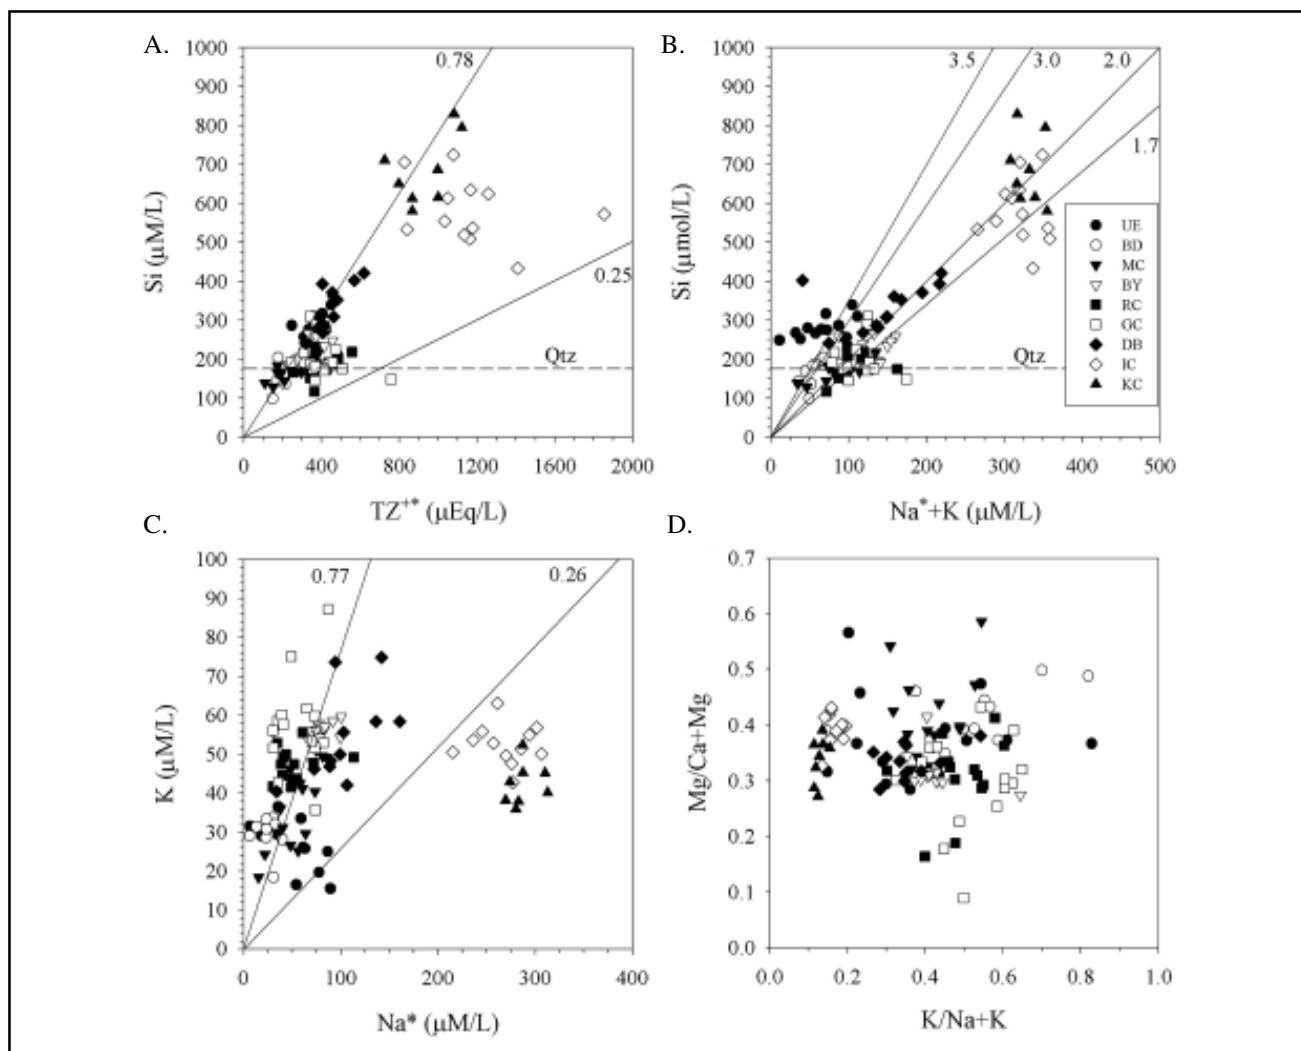 A.
1000
900
800
700
600
500
400
300
200
100
0
Si (μM/L)
0.78
0.25
Qtz
0 400 800 1200 1600 2000
TZ⁺* (μEq/L)
B.
1000
900
800
700
600
500
400
300
200
100
0
Si (μmol/L)
3.5
3.0
2.0
1.7
Qtz
UE
BD
MC
BY
RC
GC
DB
IC
KC
0 100 200 300 400 500
Na*+K (μM/L)
C.
100
90
80
70
60
50
40
30
20
10
0
K (μM/L)
0.77
0.26
0 100 200 300 400
Na* (μM/L)
D.
0.7
0.6
0.5
0.4
0.3
0.2
0.1
0.0
Mg/Ca+Mg
0.0 0.2 0.4 0.6 0.8 1.0
K/Na+K